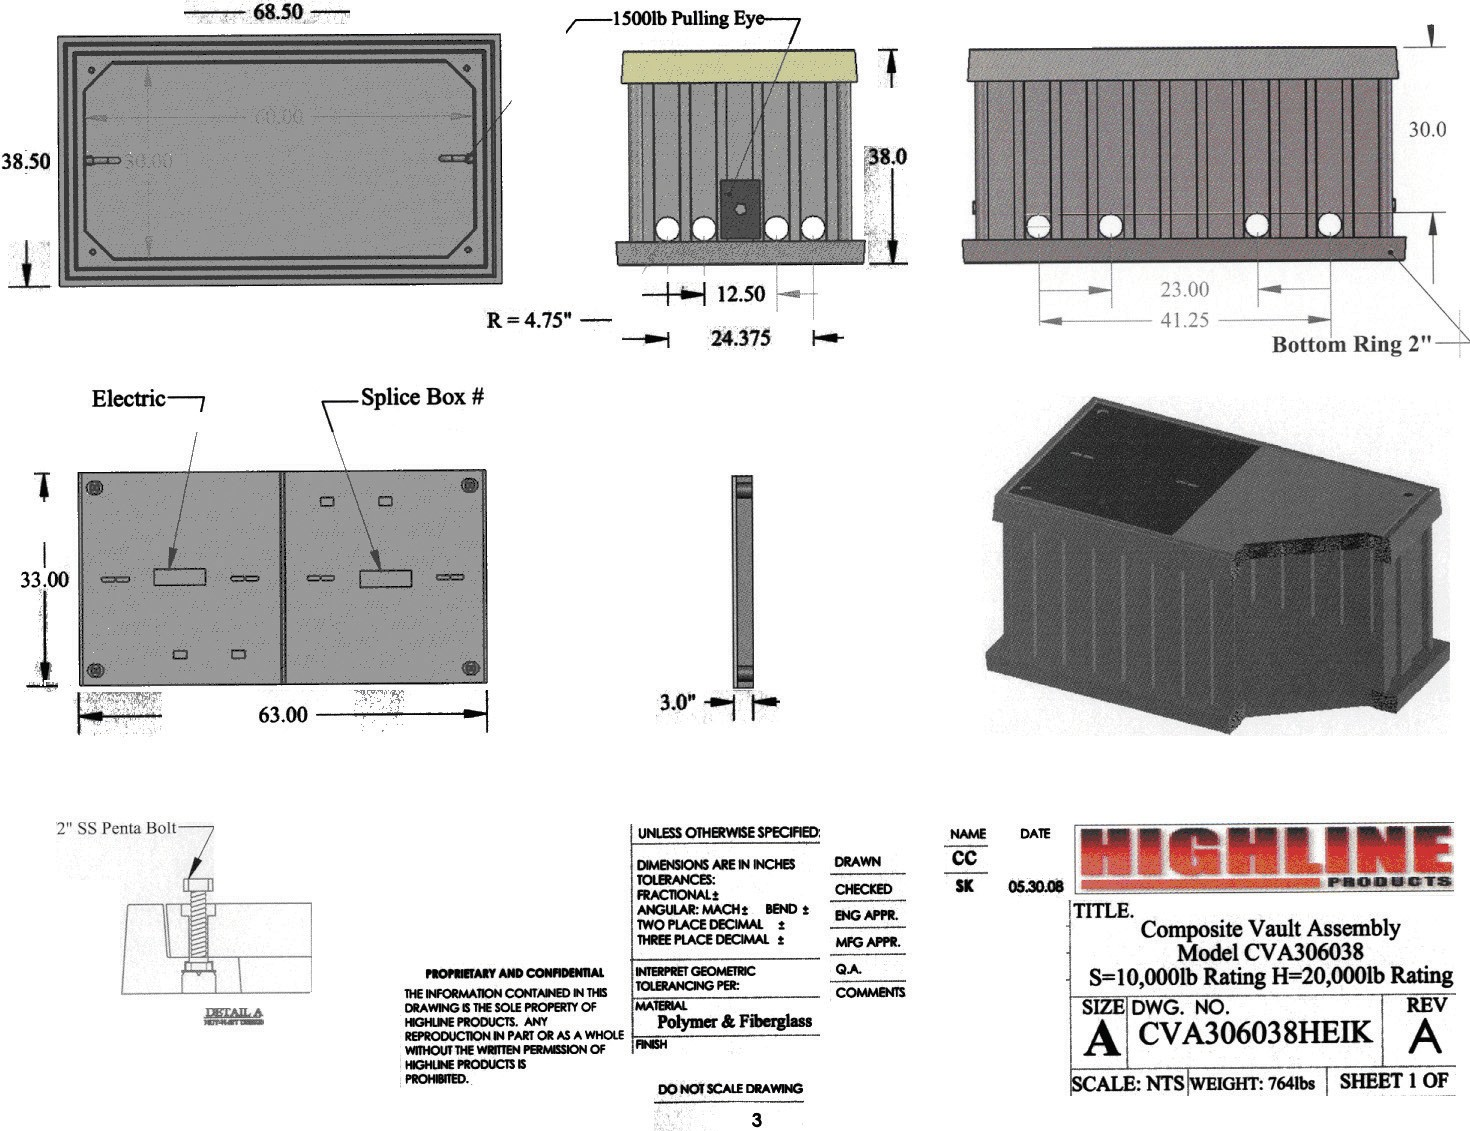 68.50
60.00
38.50
30.00
1500lb Pulling Eye
38.0
12.50
R = 4.75"
24.375
30.0
23.00
41.25
Bottom Ring 2"
Electric
Splice Box #
33.00
63.00
3.0"
2" SS Penta Bolt
DETAIL A
PROPRIETARY AND CONFIDENTIAL
THE INFORMATION CONTAINED IN THIS
DRAWING IS THE SOLE PROPERTY OF
HIGHLINE PRODUCTS. ANY
REPRODUCTION IN PART OR AS A WHOLE
WITHOUT THE WRITTEN PERMISSION OF
HIGHLINE PRODUCTS IS
PROHIBITED.
UNLESS OTHERWISE SPECIFIED:
DIMENSIONS ARE IN INCHES
TOLERANCES:
FRACTIONAL ±
ANGULAR: MACH ± BEND ±
TWO PLACE DECIMAL ±
THREE PLACE DECIMAL ±
INTERPRET GEOMETRIC
TOLERANCING PER:
MATERIAL
Polymer & Fiberglass
FINISH
DO NOT SCALE DRAWING
3
NAME DATE
DRAWN CC
CHECKED SK 05.30.08
ENG APPR.
MFG APPR.
Q.A.
COMMENTS
HIGHLINE
PRODUCTS
TITLE.
Composite Vault Assembly
Model CVA306038
S=10,000lb Rating H=20,000lb Rating
SIZE DWG. NO. REV
A CVA306038HEIK A
SCALE: NTS WEIGHT: 764lbs SHEET 1 OF